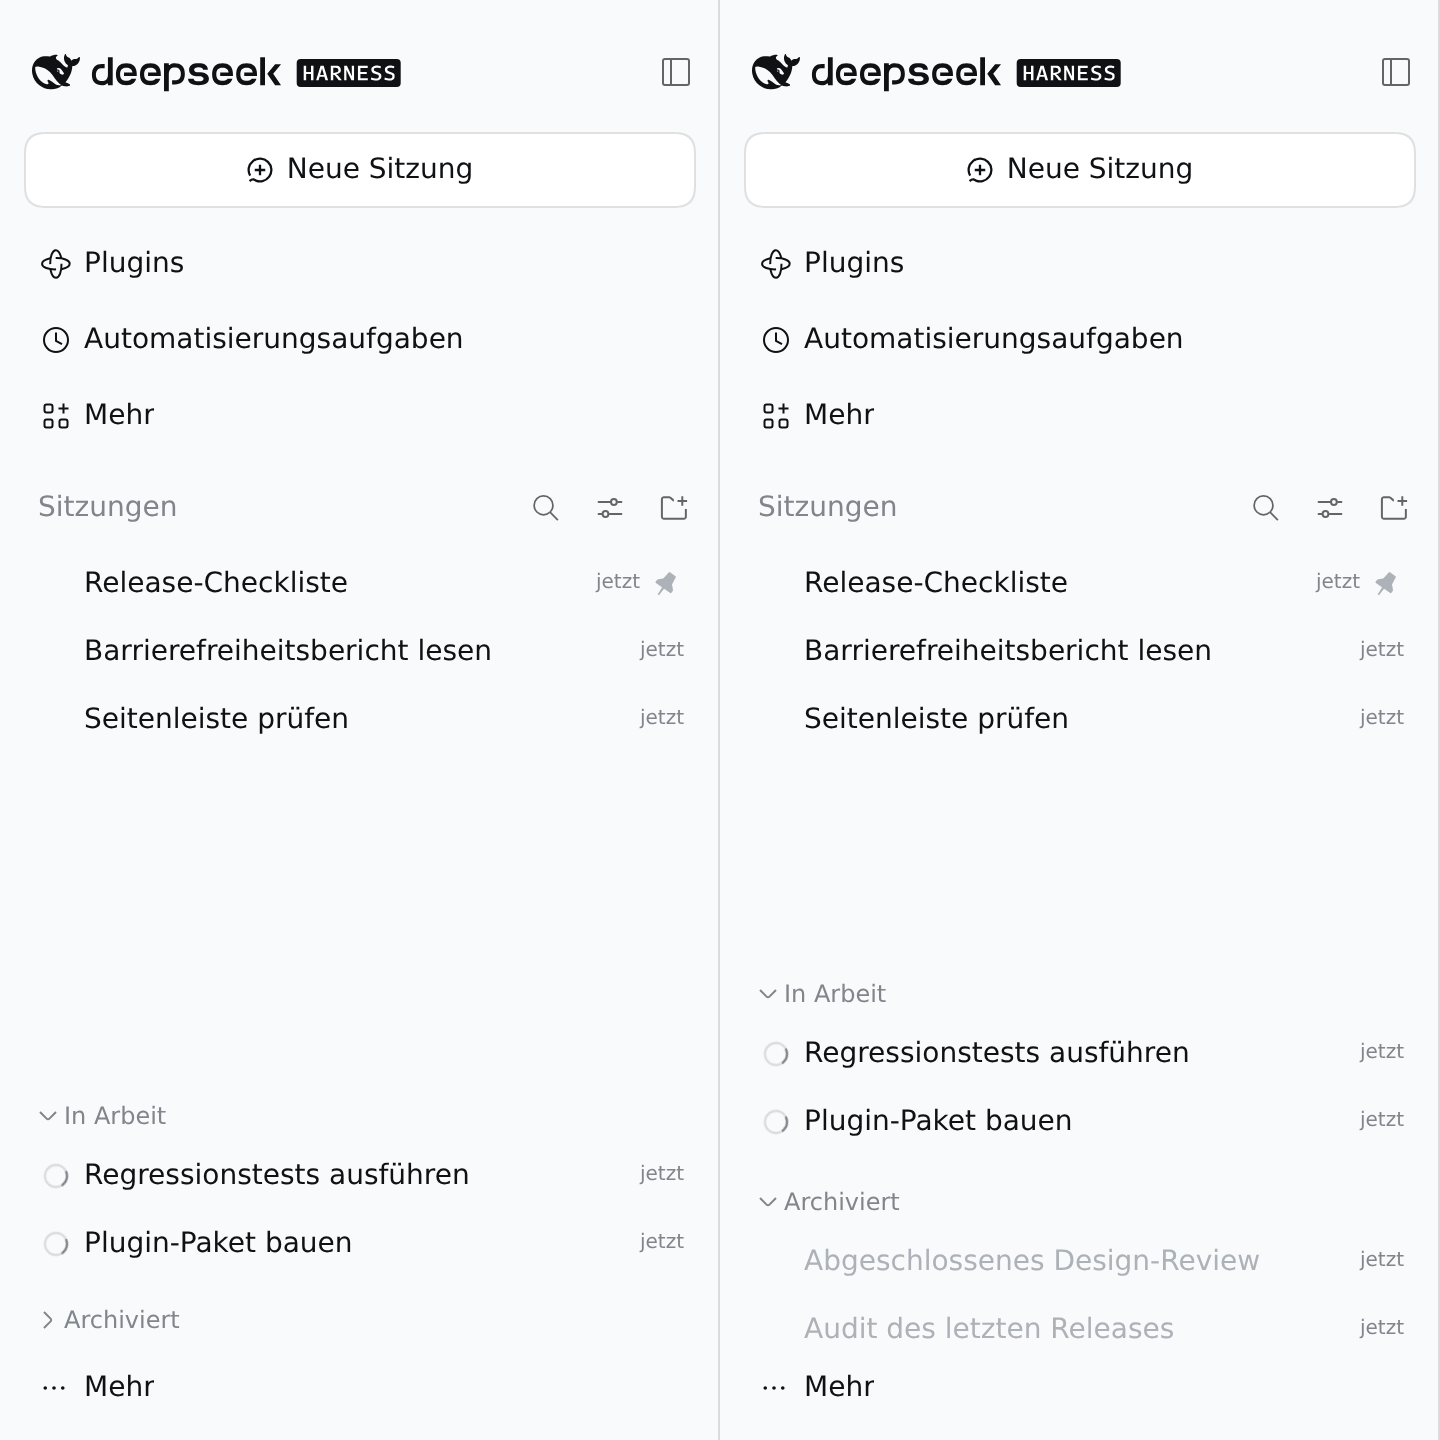 deepseek HARNESS
Neue Sitzung
Plugins
Automatisierungsaufgaben
Mehr
Sitzungen
Release-Checkliste jetzt
Barrierefreiheitsbericht lesen jetzt
Seitenleiste prüfen jetzt
In Arbeit
Regressionstests ausführen jetzt
Plugin-Paket bauen jetzt
Archiviert
Mehr
deepseek HARNESS
Neue Sitzung
Plugins
Automatisierungsaufgaben
Mehr
Sitzungen
Release-Checkliste jetzt
Barrierefreiheitsbericht lesen jetzt
Seitenleiste prüfen jetzt
In Arbeit
Regressionstests ausführen jetzt
Plugin-Paket bauen jetzt
Archiviert
Abgeschlossenes Design-Review jetzt
Audit des letzten Releases jetzt
Mehr